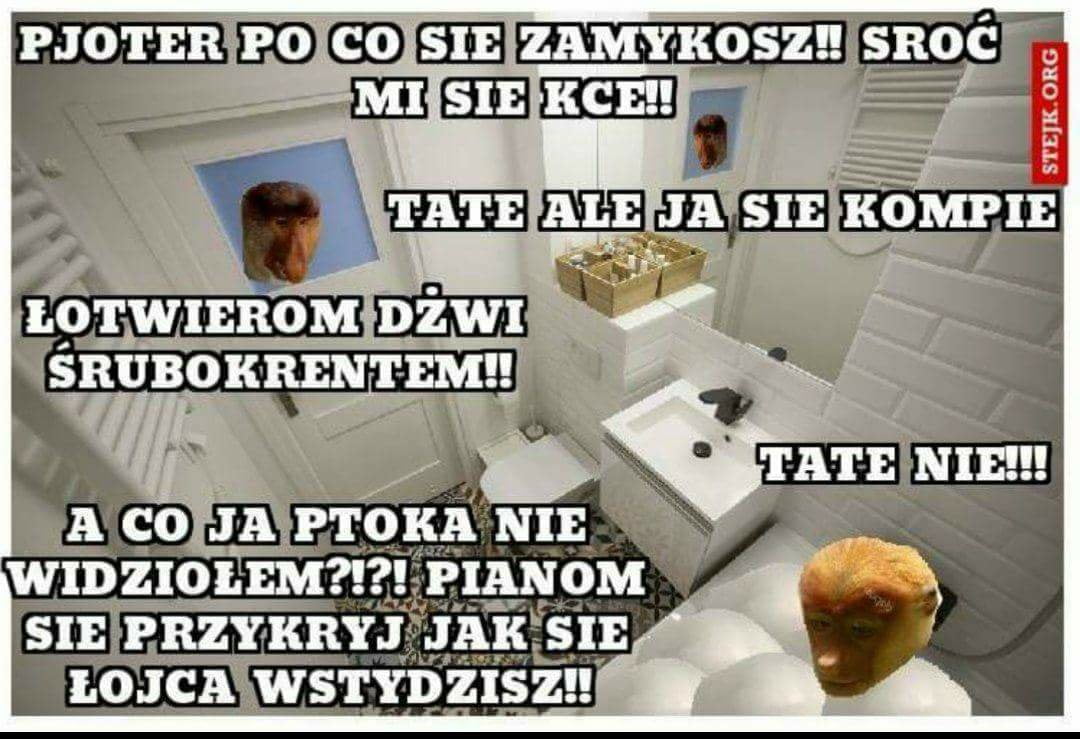 PJOTER PO CO SIE ZAMYKOSZ!! SROĆ
MI SIE KCE!!
STEJK.ORG
TATE ALE JA SIE KOMPIE
ŁOTWIEROM DŻWI
ŚRUBOKRENTEM!!
TATE NIE!!!
A CO JA PTOKA NIE
WIDZIOŁEM?!?! PIANOM
SIE PRZYKRYJ JAK SIE
ŁOJCA WSTYDZISZ!!